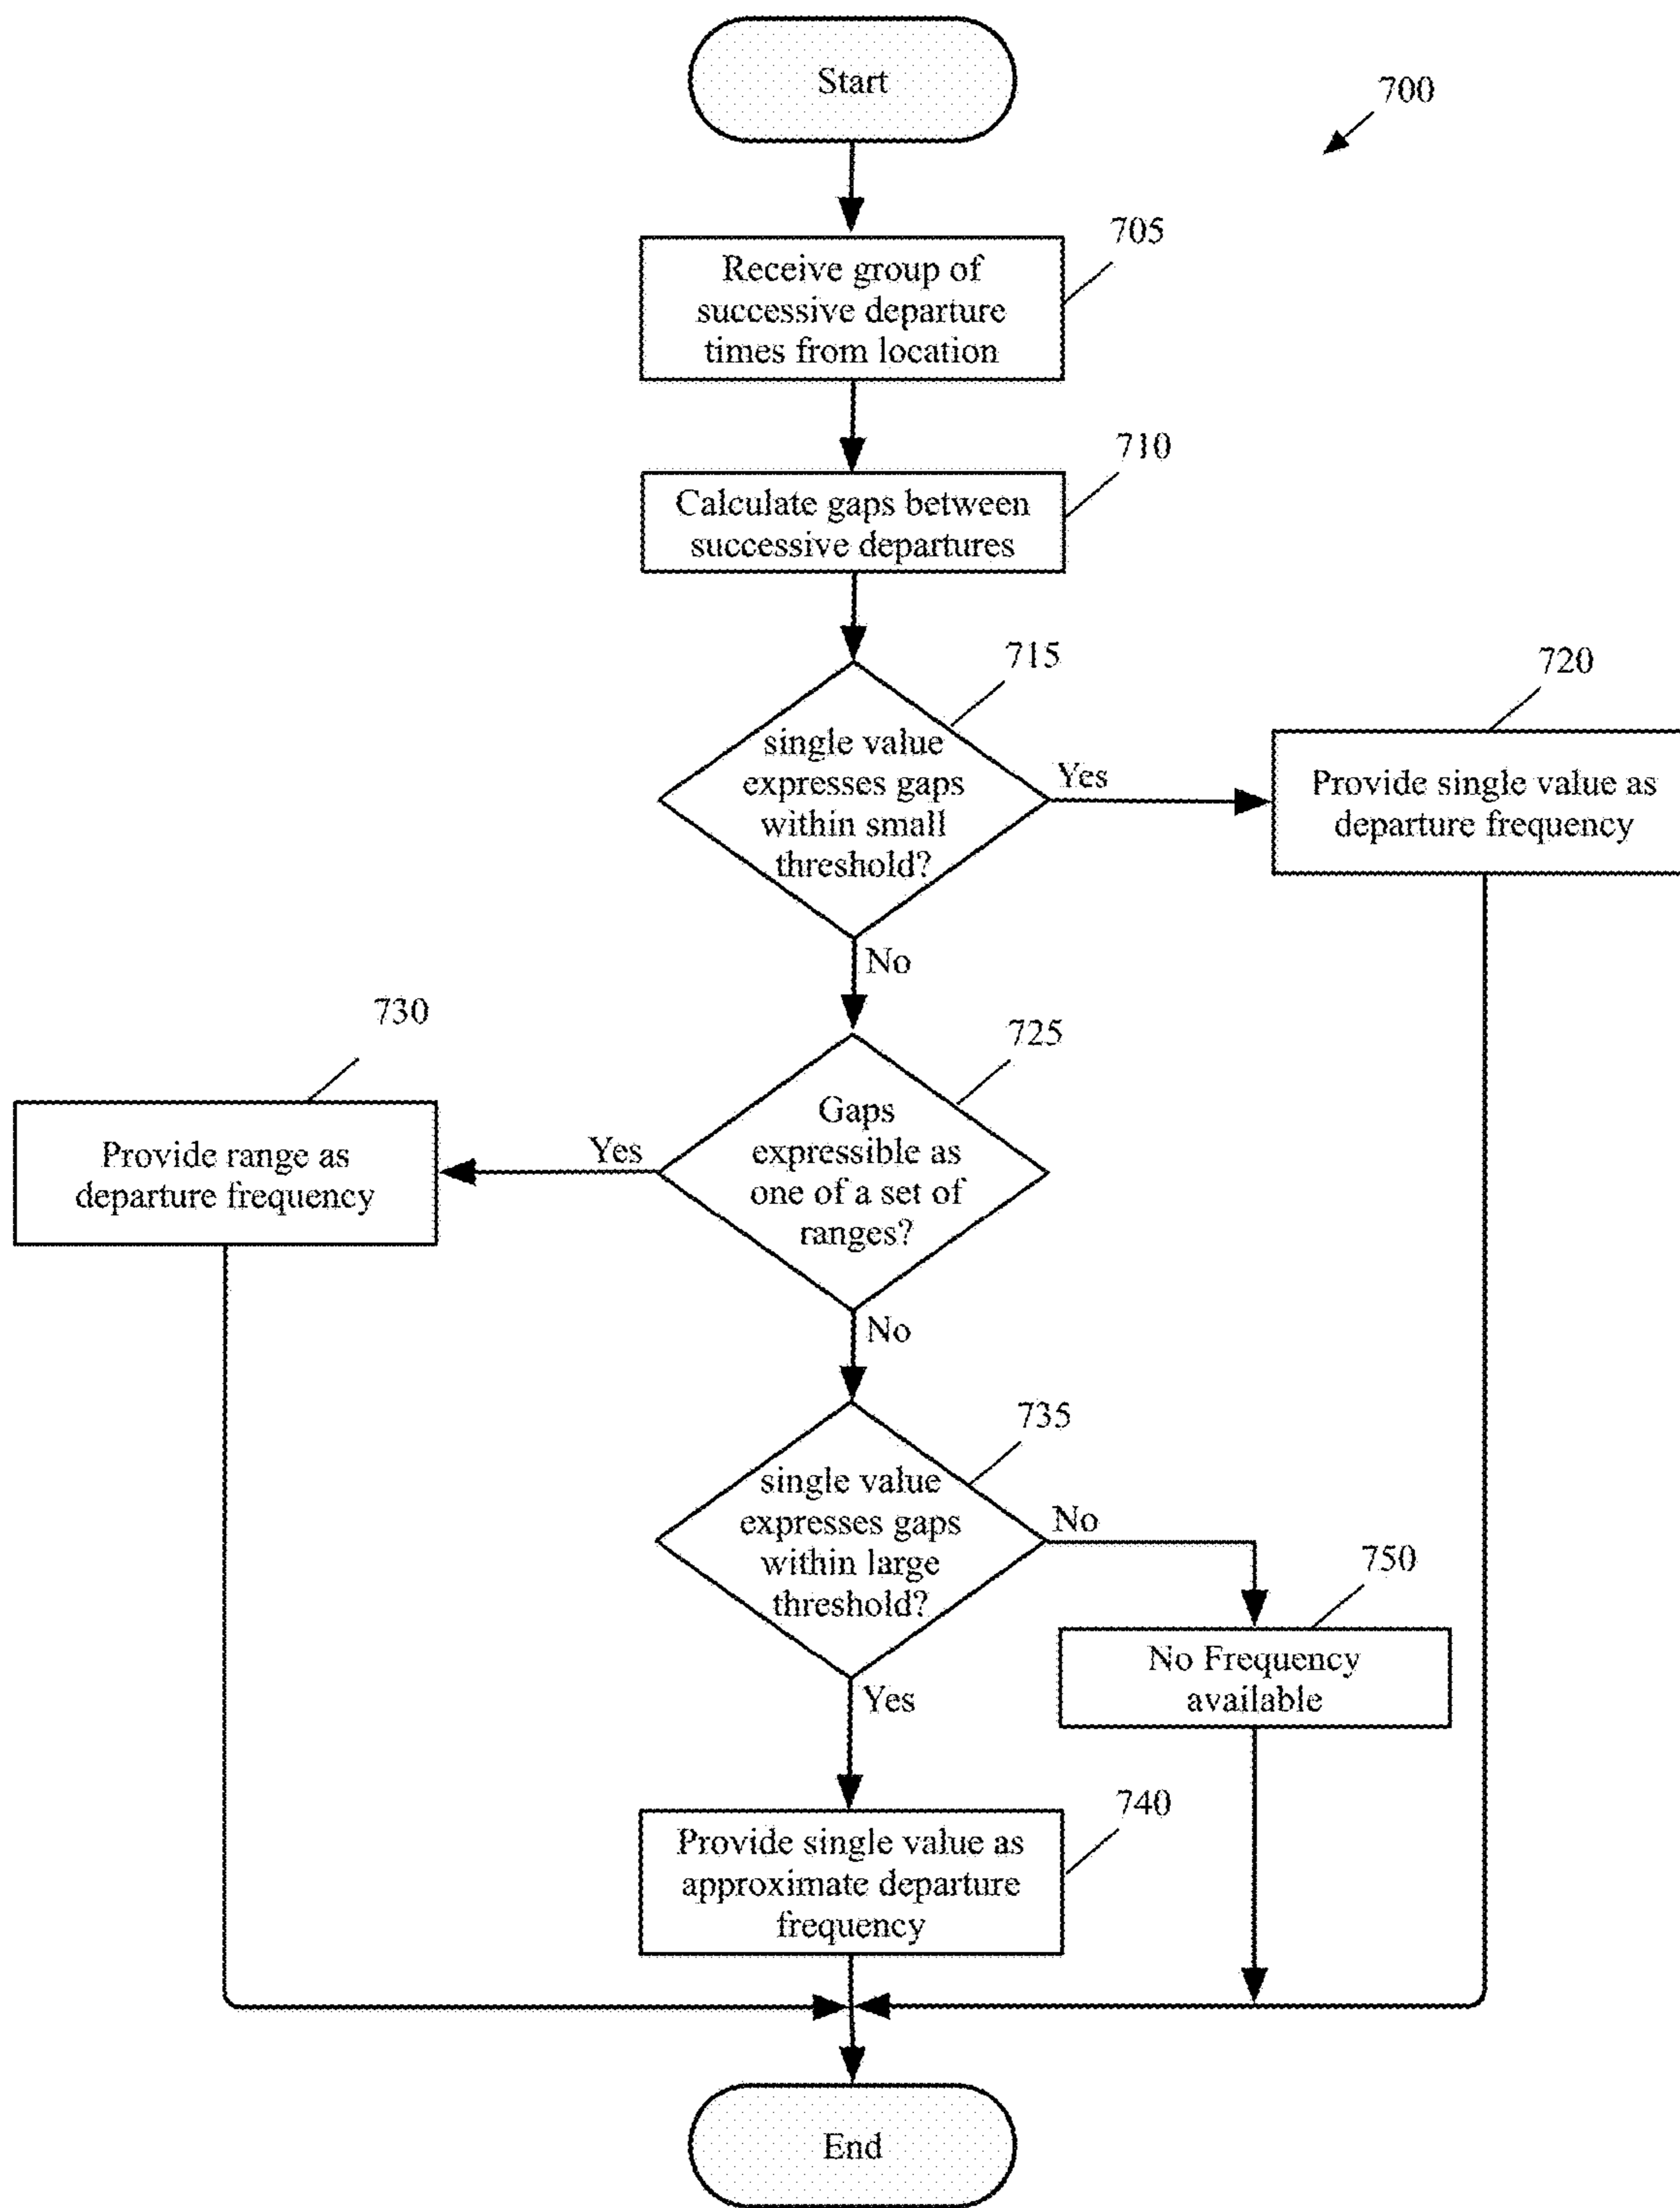 Start
700
705
Receive group of
successive departure
times from location
710
Calculate gaps between
successive departures
715
single value
expresses gaps
within small
threshold?
Yes
720
Provide single value as
departure frequency
No
725
Gaps
expressible as
one of a set of
ranges?
Yes
730
Provide range as
departure frequency
No
735
single value
expresses gaps
within large
threshold?
No
750
No Frequency
available
Yes
740
Provide single value as
approximate departure
frequency
End